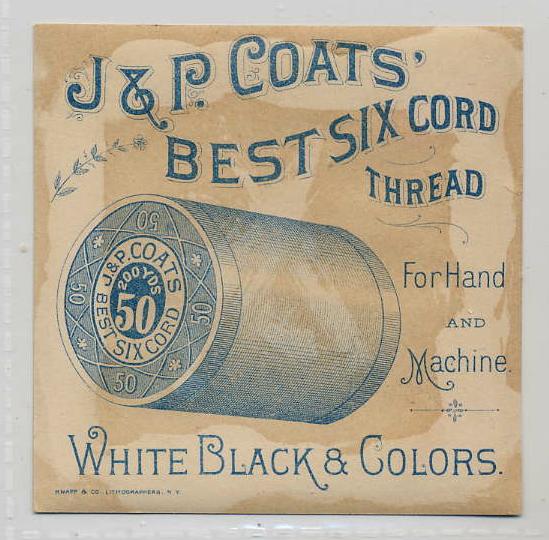 J & P. COATS'
BEST SIX CORD
THREAD
50
J. & P. COATS
200 YDS
50
BEST SIX CORD
50
50
50
For Hand
AND
Machine.
WHITE BLACK & COLORS.
KNAPP & CO. LITHOGRAPHERS, N. Y.